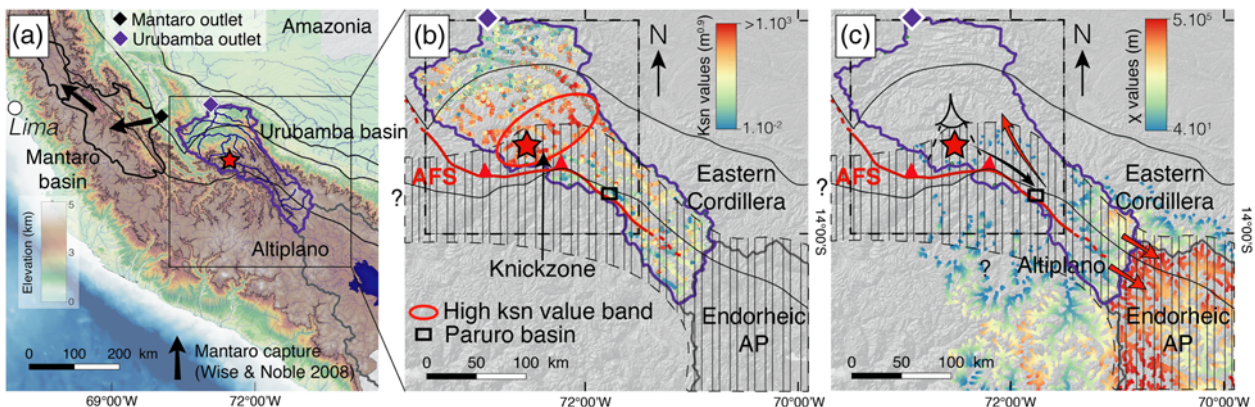 (a)
Mantaro outlet
Urubamba outlet
Amazonia
Lima
Mantaro
basin
Urubamba basin
Altiplano
Elevation (km)
5
3
0
0 100 200 km
Mantaro capture
(Wise & Noble 2008)
69°00'W
72°00'W
(b)
N
Ksn values (m⁰·⁹)
>1.10³
1.10⁻²
AFS
?
Eastern
Cordillera
Knickzone
High ksn value band
Paruro basin
Endorheic
AP
0 50 100 km
72°00'W
70°00'W
14°00'S
(c)
N
χ values (m)
5.10⁵
4.10¹
AFS
?
Eastern
Cordillera
?
Altiplano
Endorheic
AP
0 50 100 km
72°00'W
70°00'W
14°00'S